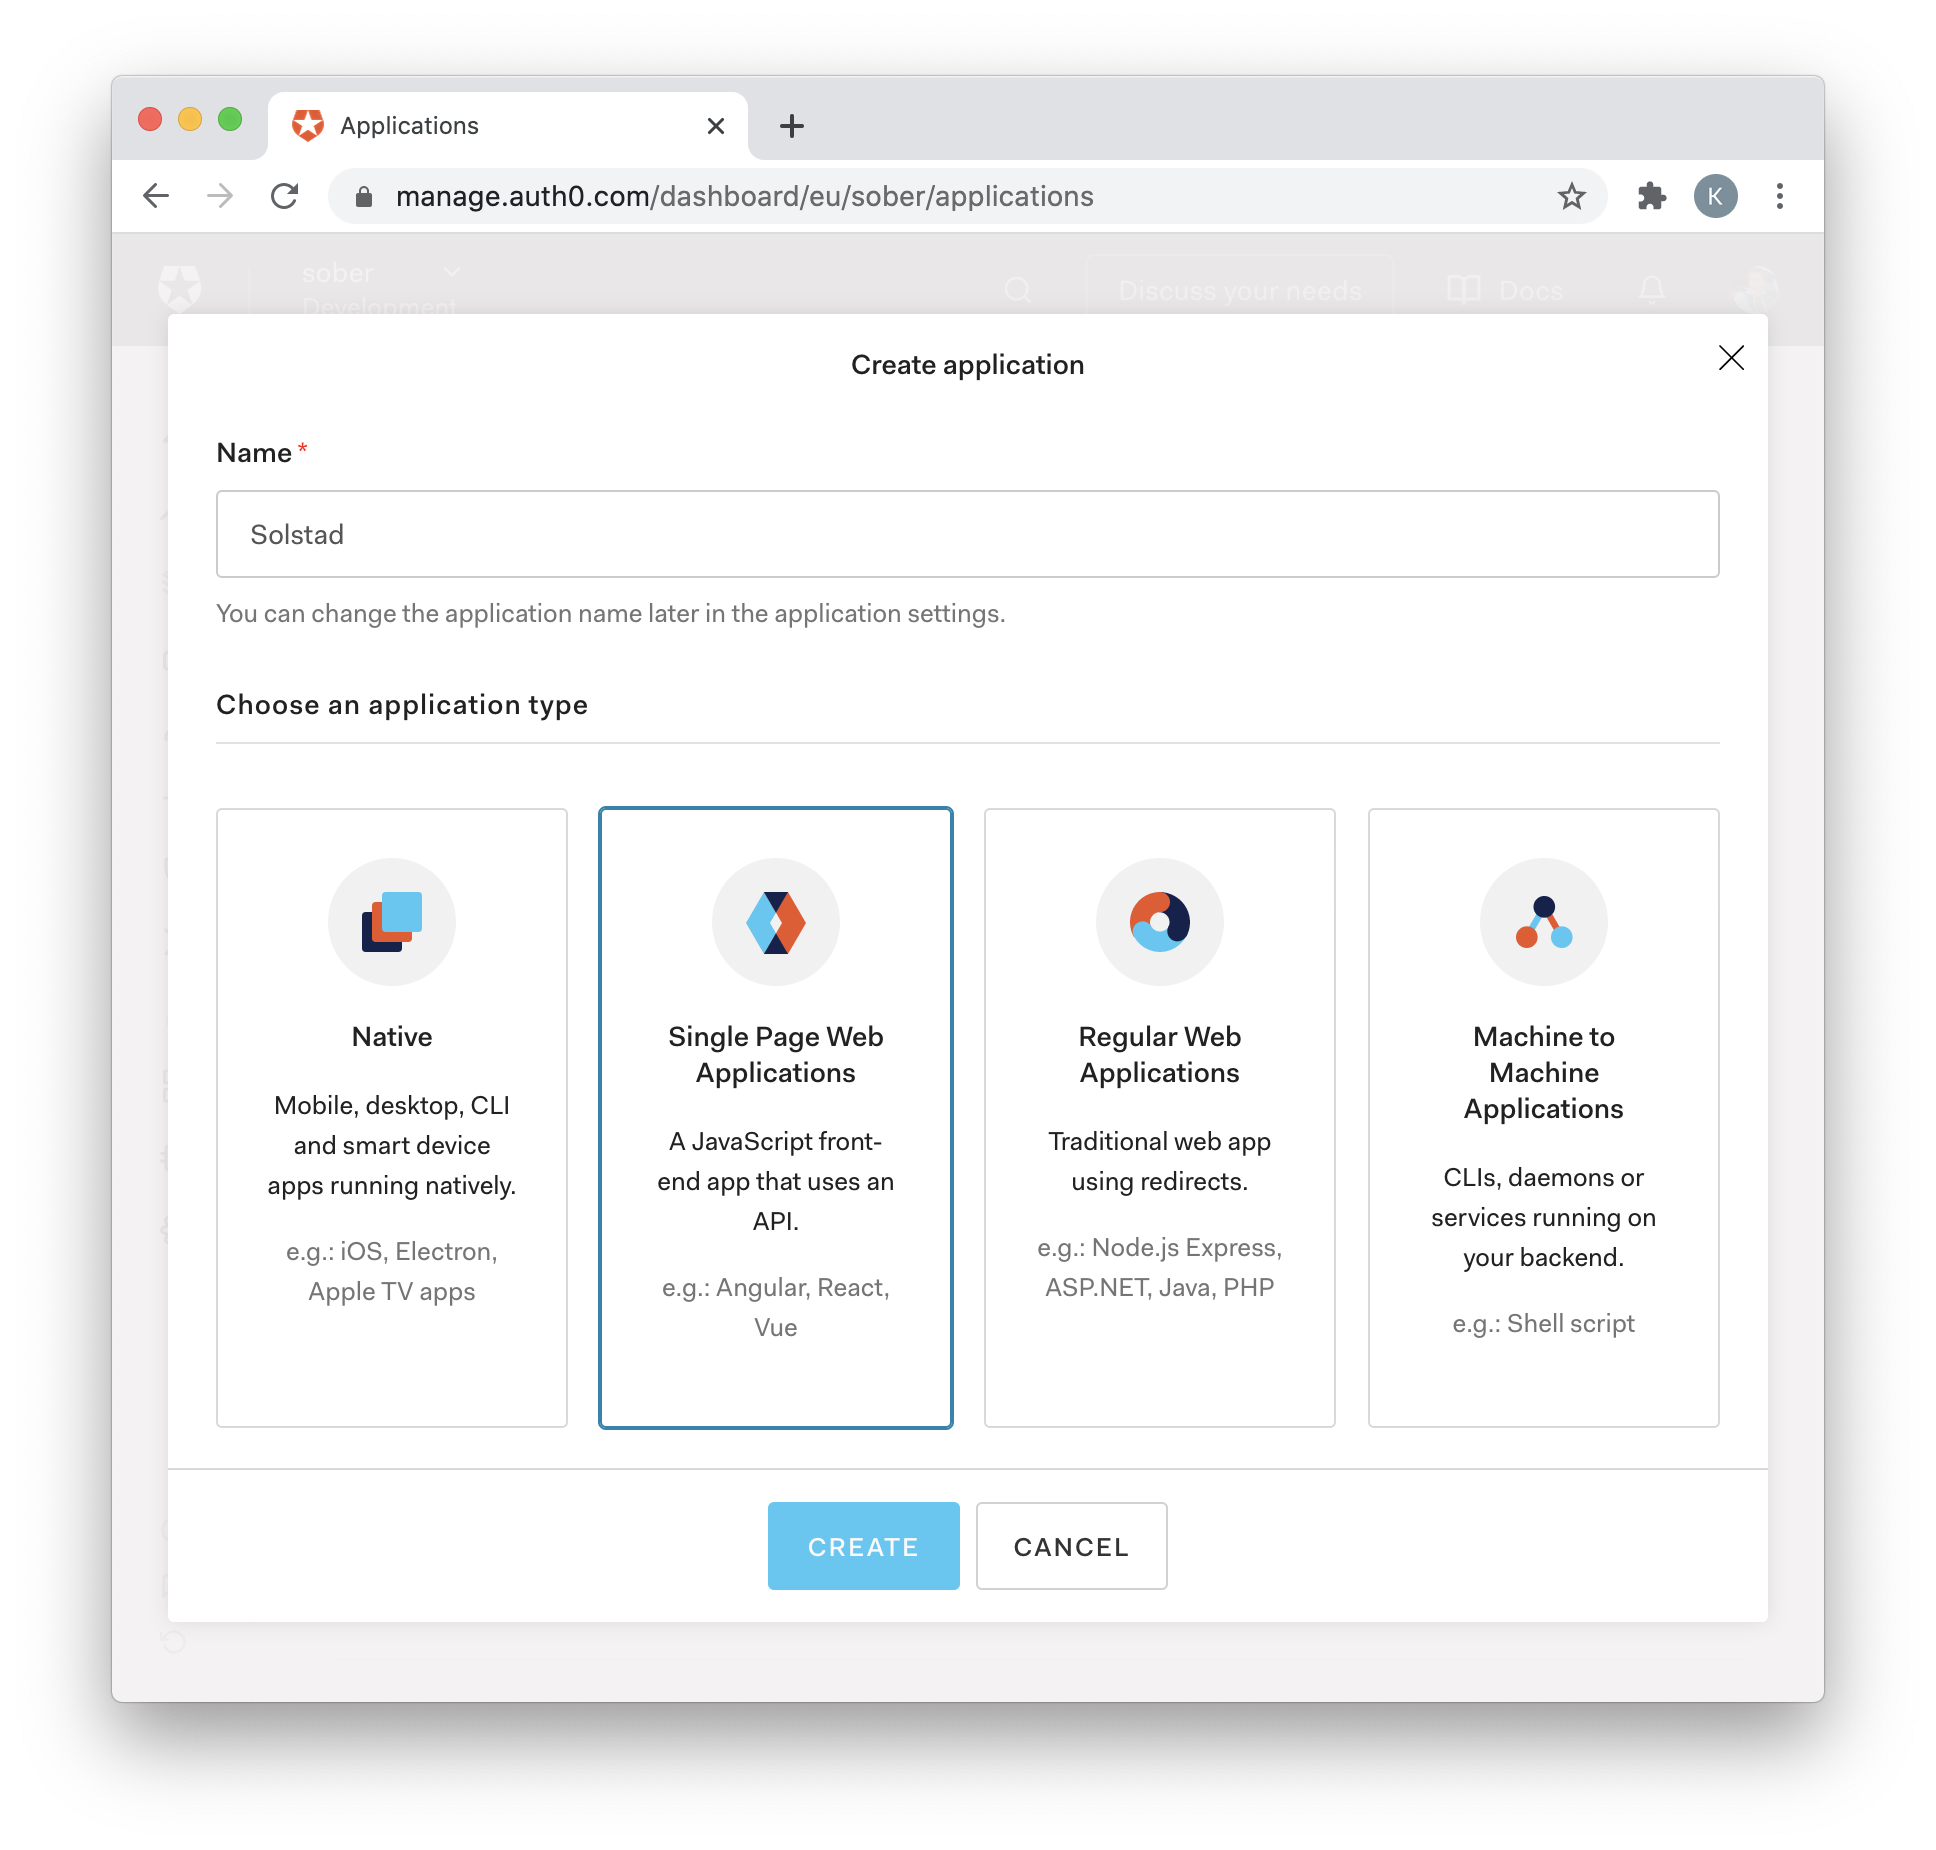 Applications
manage.auth0.com/dashboard/eu/sober/applications
K
sober
Development
Discuss your needs
Docs
Create application
Name *
Solstad
You can change the application name later in the application settings.
Choose an application type
Native
Mobile, desktop, CLI
and smart device
apps running natively.
e.g.: iOS, Electron,
Apple TV apps
Single Page Web
Applications
A JavaScript front-
end app that uses an
API.
e.g.: Angular, React,
Vue
Regular Web
Applications
Traditional web app
using redirects.
e.g.: Node.js Express,
ASP.NET, Java, PHP
Machine to
Machine
Applications
CLIs, daemons or
services running on
your backend.
e.g.: Shell script
CREATE
CANCEL